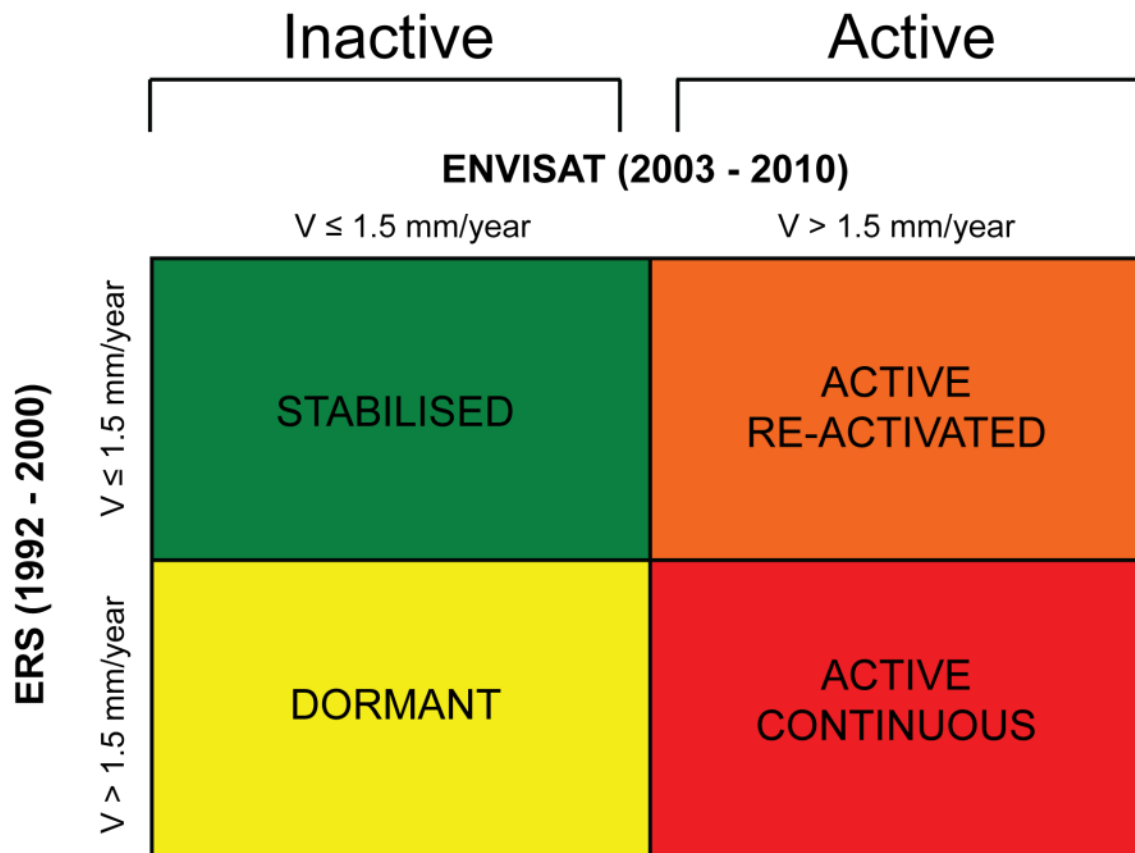 Inactive
Active
ENVISAT (2003 - 2010)
V ≤ 1.5 mm/year
V > 1.5 mm/year
ERS (1992 - 2000)
V ≤ 1.5 mm/year
V > 1.5 mm/year
STABILISED
ACTIVE
RE-ACTIVATED
DORMANT
ACTIVE
CONTINUOUS